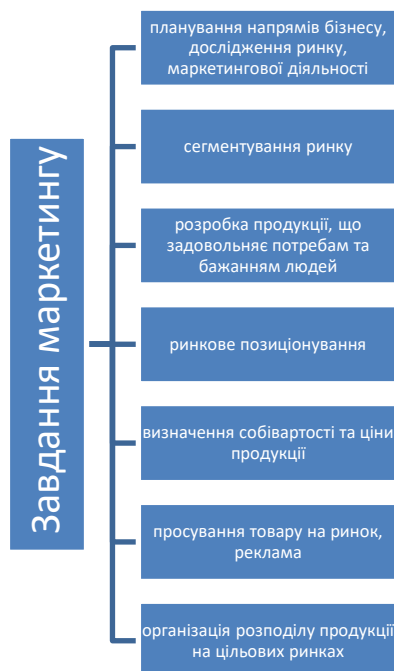 Завдання маркетингу
планування напрямів бізнесу,
дослідження ринку,
маркетингової діяльності
сегментування ринку
розробка продукції, що
задовольняє потребам та
бажанням людей
ринкове позиціонування
визначення собівартості та ціни
продукції
просування товару на ринок,
реклама
організація розподілу продукції
на цільових ринках